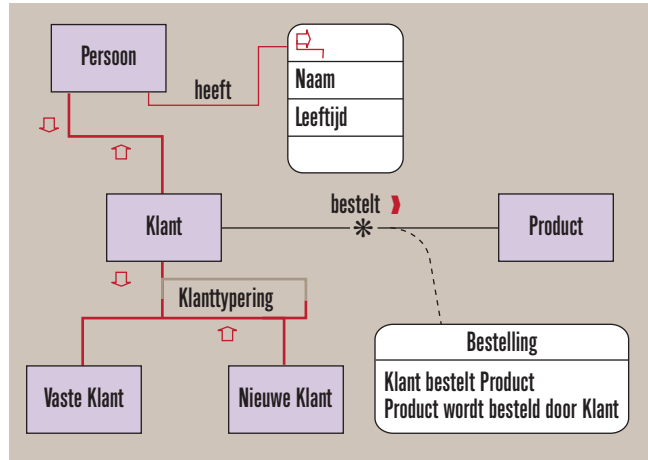 Persoon
heeft
Naam
Leeftijd
Klant
bestelt
Product
Klanttypering
Vaste Klant
Nieuwe Klant
Bestelling
Klant bestelt Product
Product wordt besteld door Klant